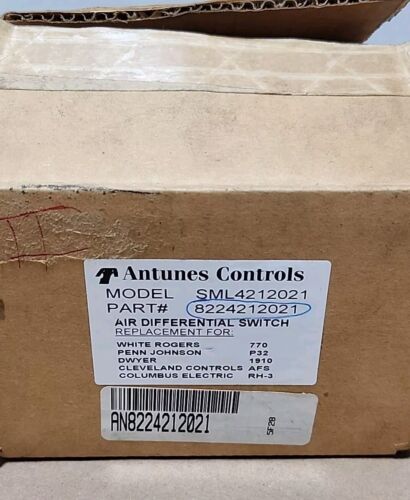 Antunes Controls
MODEL SML4212021
PART# 8224212021
AIR DIFFERENTIAL SWITCH
REPLACEMENT FOR:
WHITE ROGERS 770
PENN JOHNSON P32
DWYER 1910
CLEVELAND CONTROLS AFS
COLUMBUS ELECTRIC RH-3
AN8224212021
5F28